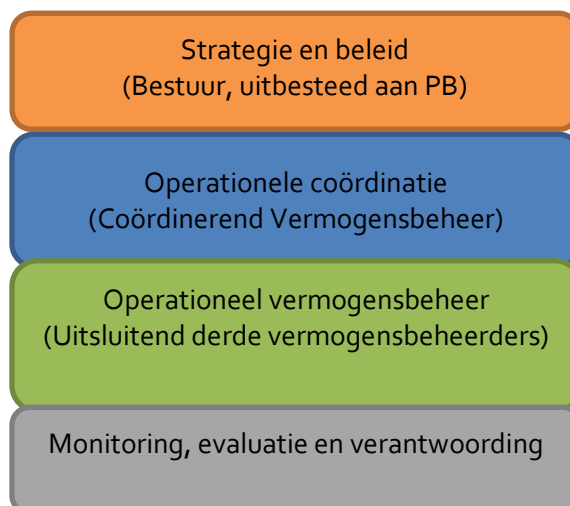 Strategie en beleid
(Bestuur, uitbesteed aan PB)
Operationele coördinatie
(Coördinerend Vermogensbeheer)
Operationeel vermogensbeheer
(Uitsluitend derde vermogensbeheerders)
Monitoring, evaluatie en verantwoording